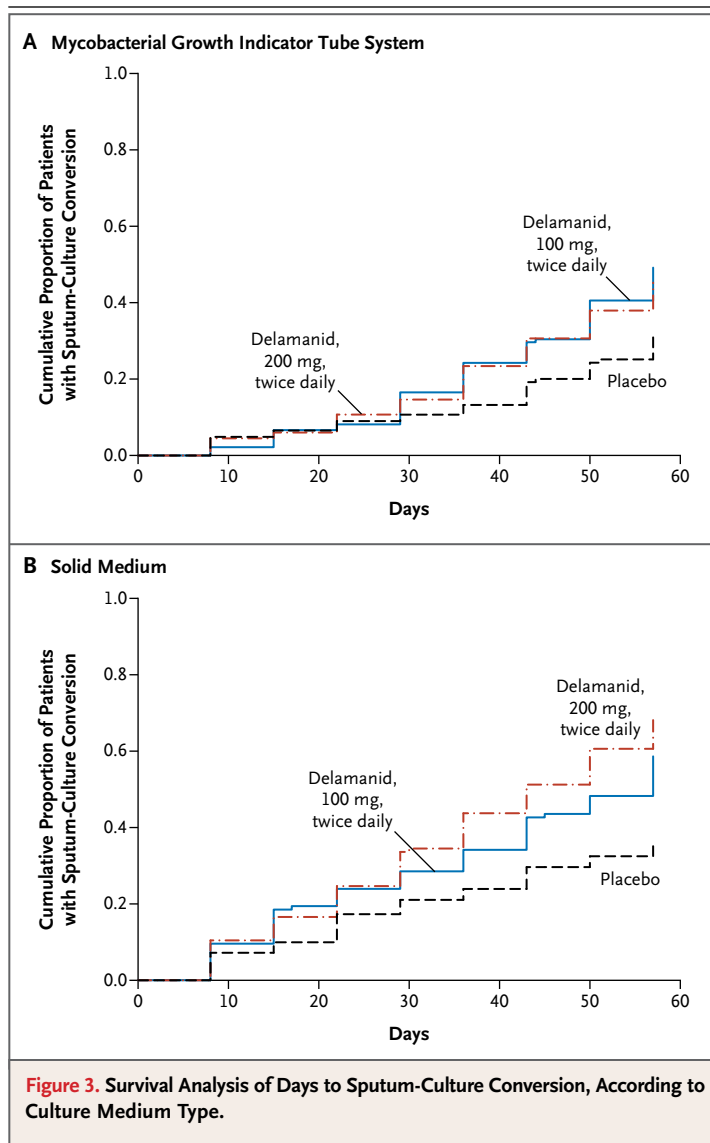 A Mycobacterial Growth Indicator Tube System
Cumulative Proportion of Patients
with Sputum-Culture Conversion
1.0
0.8
0.6
0.4
0.2
0.0
Delamanid,
100 mg,
twice daily
Delamanid,
200 mg,
twice daily
Placebo
0
10
20
30
40
50
60
Days
B Solid Medium
Cumulative Proportion of Patients
with Sputum-Culture Conversion
1.0
0.8
0.6
0.4
0.2
0.0
Delamanid,
200 mg,
twice daily
Delamanid,
100 mg,
twice daily
Placebo
0
10
20
30
40
50
60
Days
Figure 3. Survival Analysis of Days to Sputum-Culture Conversion, According to
Culture Medium Type.